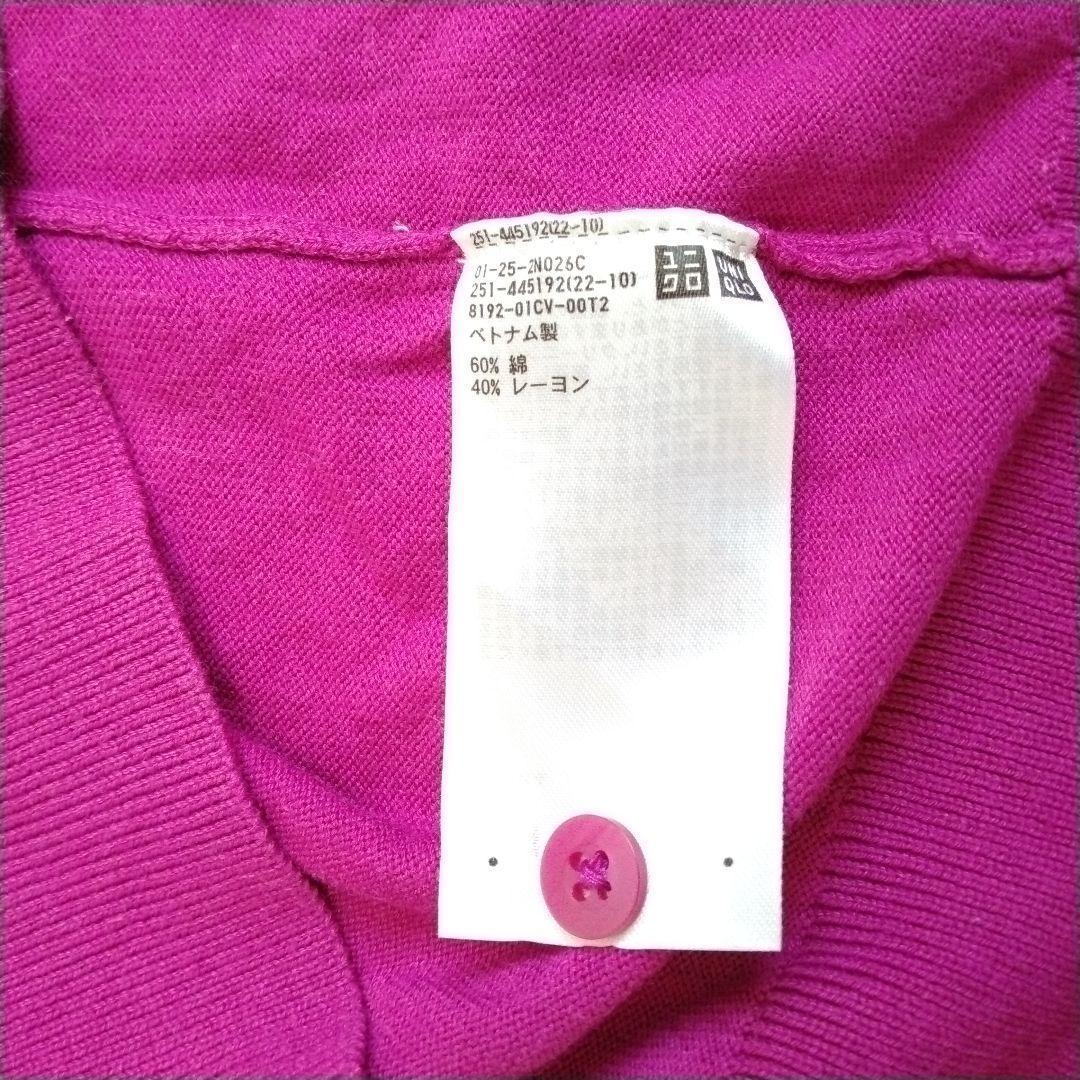 251-445192(22-10)
01-25-2N026C
251-445192(22-10)
8192-01CV-00T2
ベトナム製
60% 綿
40% レーヨン
ユニ
クロ
UNI
QLO